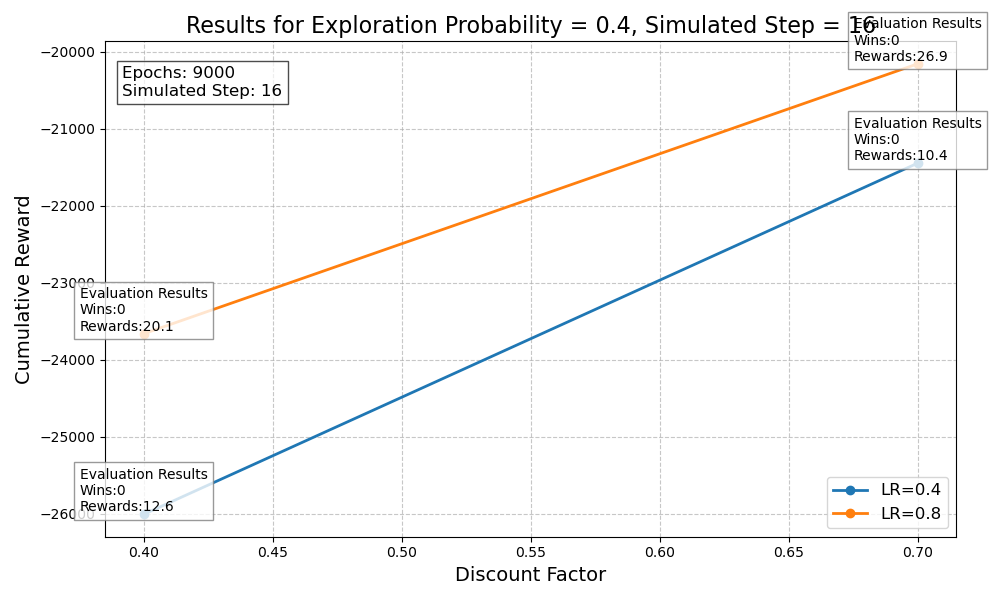 Results for Exploration Probability = 0.4, Simulated Step = 16
Evaluation Results
Wins:0
Rewards:26.9
Epochs: 9000
Simulated Step: 16
Evaluation Results
Wins:0
Rewards:10.4
Evaluation Results
Wins:0
Rewards:20.1
Evaluation Results
Wins:0
Rewards:12.6
−20000
−21000
−22000
−23000
−24000
−25000
−26000
Cumulative Reward
LR=0.4
LR=0.8
0.40
0.45
0.50
0.55
0.60
0.65
0.70
Discount Factor